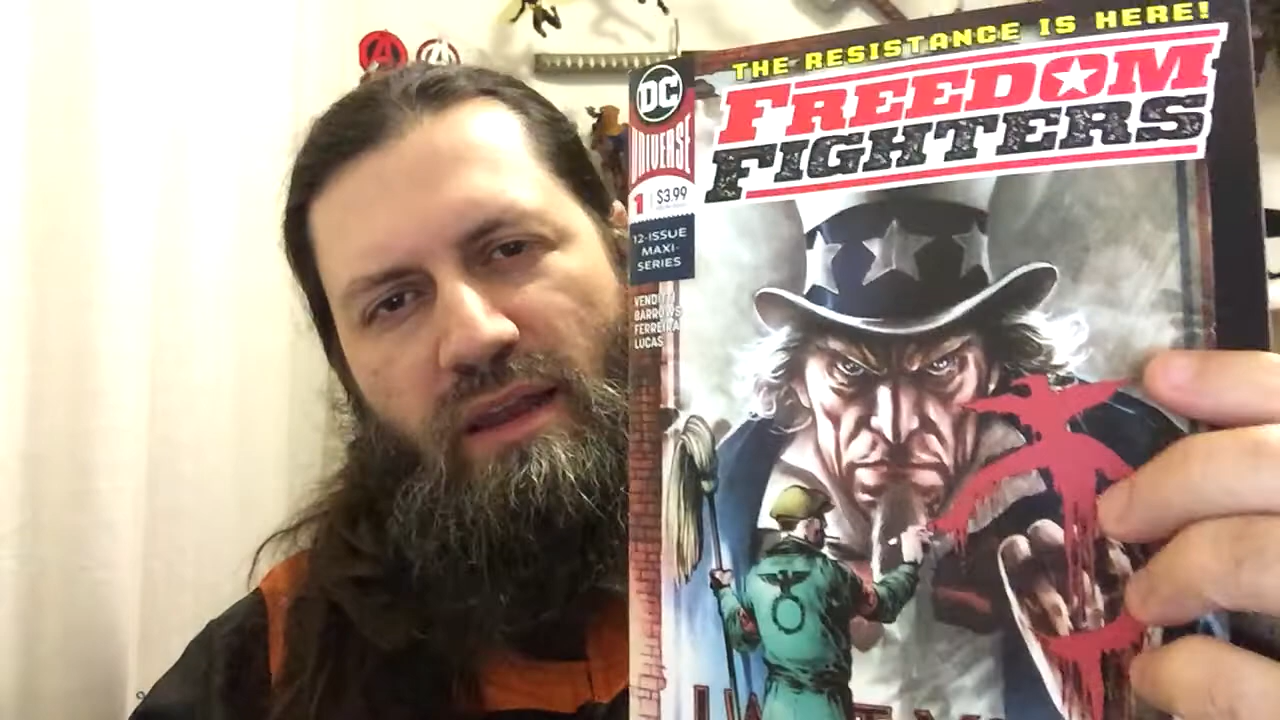 THE RESISTANCE IS HERE!
DC
UNIVERSE
FREEDOM
FIGHTERS
1 $3.99
12-ISSUE
MAXI-
SERIES
VENDITTI
BARROWS
FERREIRA
LUCAS